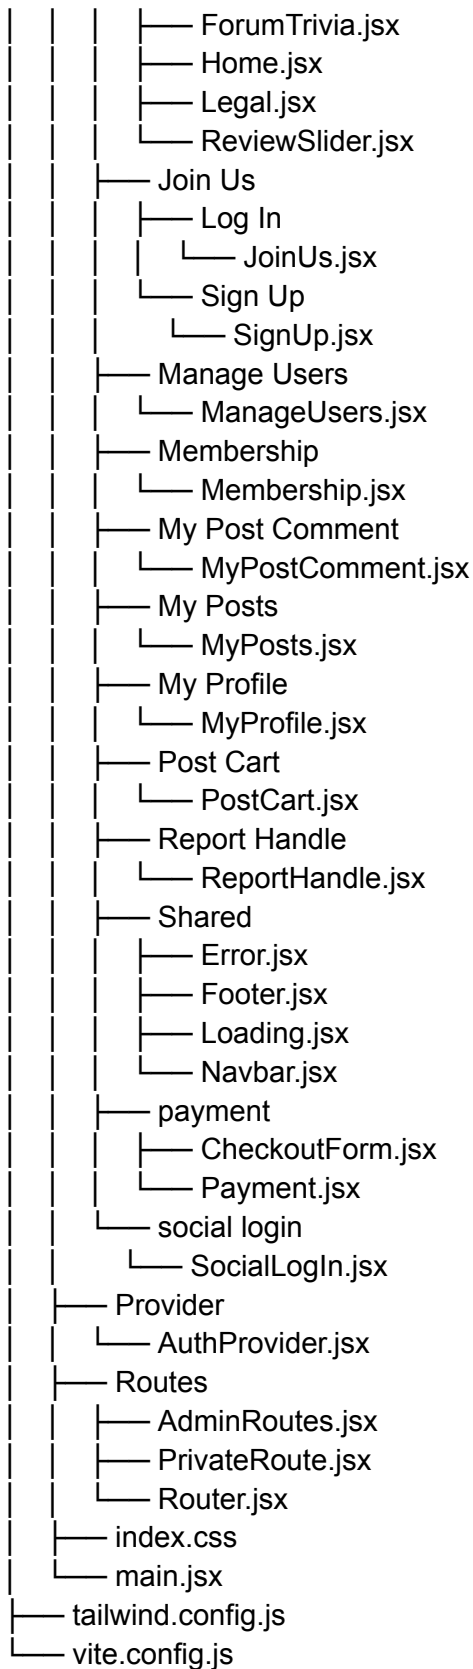 │ │ │ ├── ForumTrivia.jsx
│ │ │ ├── Home.jsx
│ │ │ ├── Legal.jsx
│ │ │ └── ReviewSlider.jsx
│ │ ├── Join Us
│ │ │ ├── Log In
│ │ │ │ └── JoinUs.jsx
│ │ │ └── Sign Up
│ │ │ └── SignUp.jsx
│ │ ├── Manage Users
│ │ │ └── ManageUsers.jsx
│ │ ├── Membership
│ │ │ └── Membership.jsx
│ │ ├── My Post Comment
│ │ │ └── MyPostComment.jsx
│ │ ├── My Posts
│ │ │ └── MyPosts.jsx
│ │ ├── My Profile
│ │ │ └── MyProfile.jsx
│ │ ├── Post Cart
│ │ │ └── PostCart.jsx
│ │ ├── Report Handle
│ │ │ └── ReportHandle.jsx
│ │ ├── Shared
│ │ │ ├── Error.jsx
│ │ │ ├── Footer.jsx
│ │ │ ├── Loading.jsx
│ │ │ └── Navbar.jsx
│ │ ├── payment
│ │ │ ├── CheckoutForm.jsx
│ │ │ └── Payment.jsx
│ │ └── social login
│ │ └── SocialLogIn.jsx
│ ├── Provider
│ │ └── AuthProvider.jsx
│ ├── Routes
│ │ ├── AdminRoutes.jsx
│ │ ├── PrivateRoute.jsx
│ │ └── Router.jsx
│ ├── index.css
│ └── main.jsx
├── tailwind.config.js
└── vite.config.js